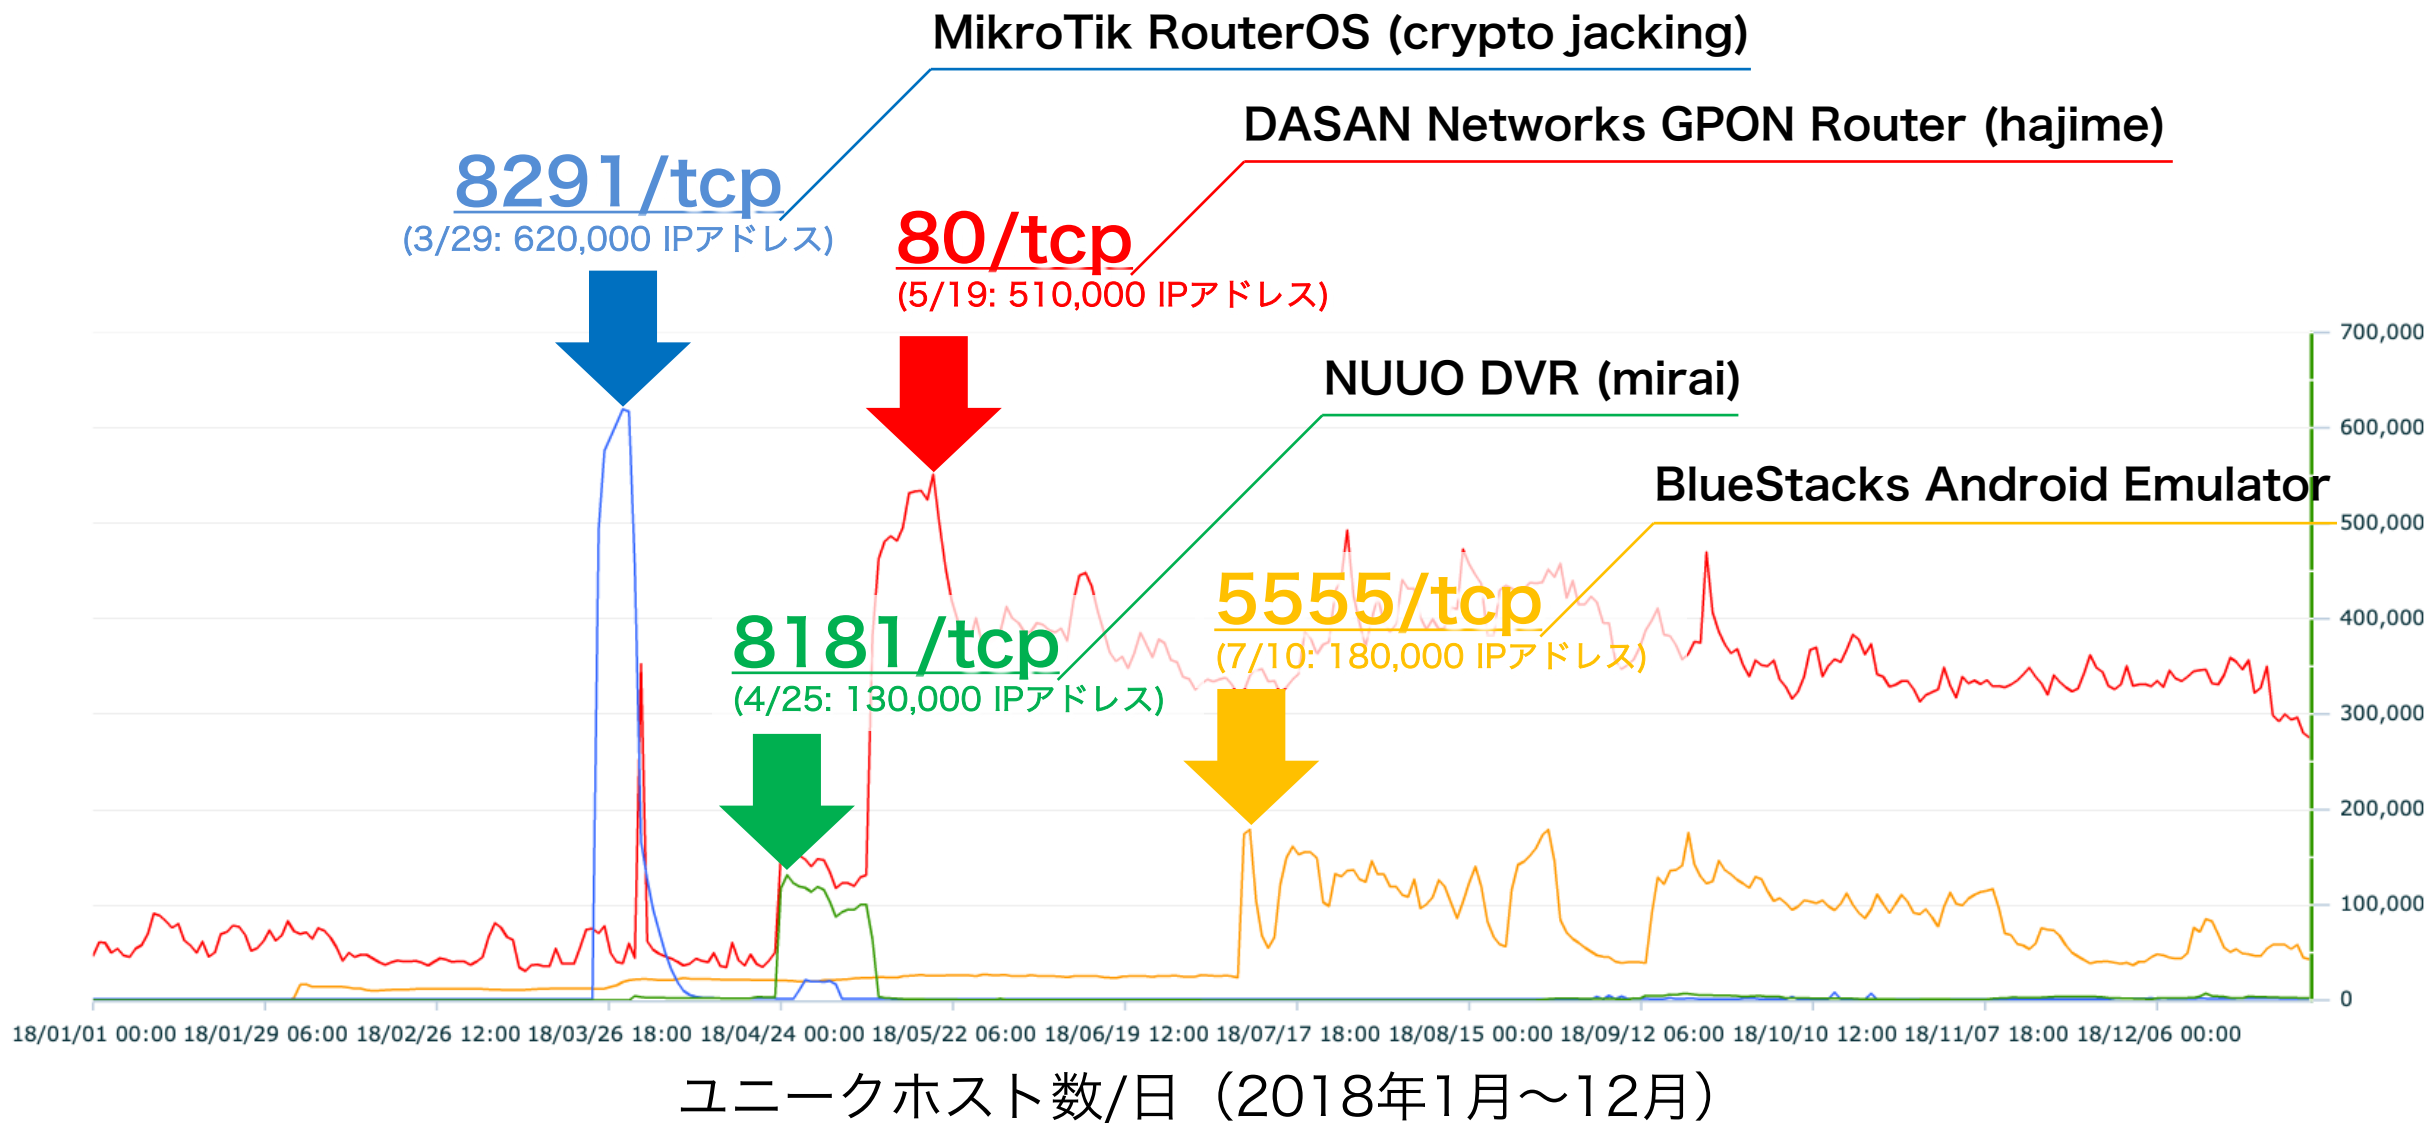 MikroTik RouterOS (crypto jacking)
DASAN Networks GPON Router (hajime)
8291/tcp
(3/29: 620,000 IPアドレス)
80/tcp
(5/19: 510,000 IPアドレス)
NUUO DVR (mirai)
BlueStacks Android Emulator
5555/tcp
(7/10: 180,000 IPアドレス)
8181/tcp
(4/25: 130,000 IPアドレス)
700,000
600,000
500,000
400,000
300,000
200,000
100,000
0
18/01/01 00:00 18/01/29 06:00 18/02/26 12:00 18/03/26 18:00 18/04/24 00:00 18/05/22 06:00 18/06/19 12:00 18/07/17 18:00 18/08/15 00:00 18/09/12 06:00 18/10/10 12:00 18/11/07 18:00 18/12/06 00:00
ユニークホスト数/日（2018年1月〜12月）